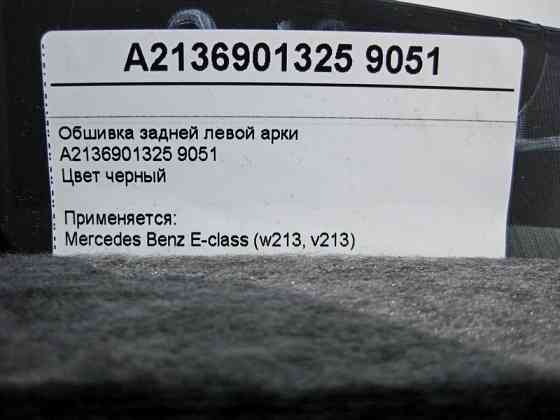 A2136901325 9051
Обшивка задней левой арки
A2136901325 9051
Цвет черный
Применяется:
Mercedes Benz E-class (w213, v213)